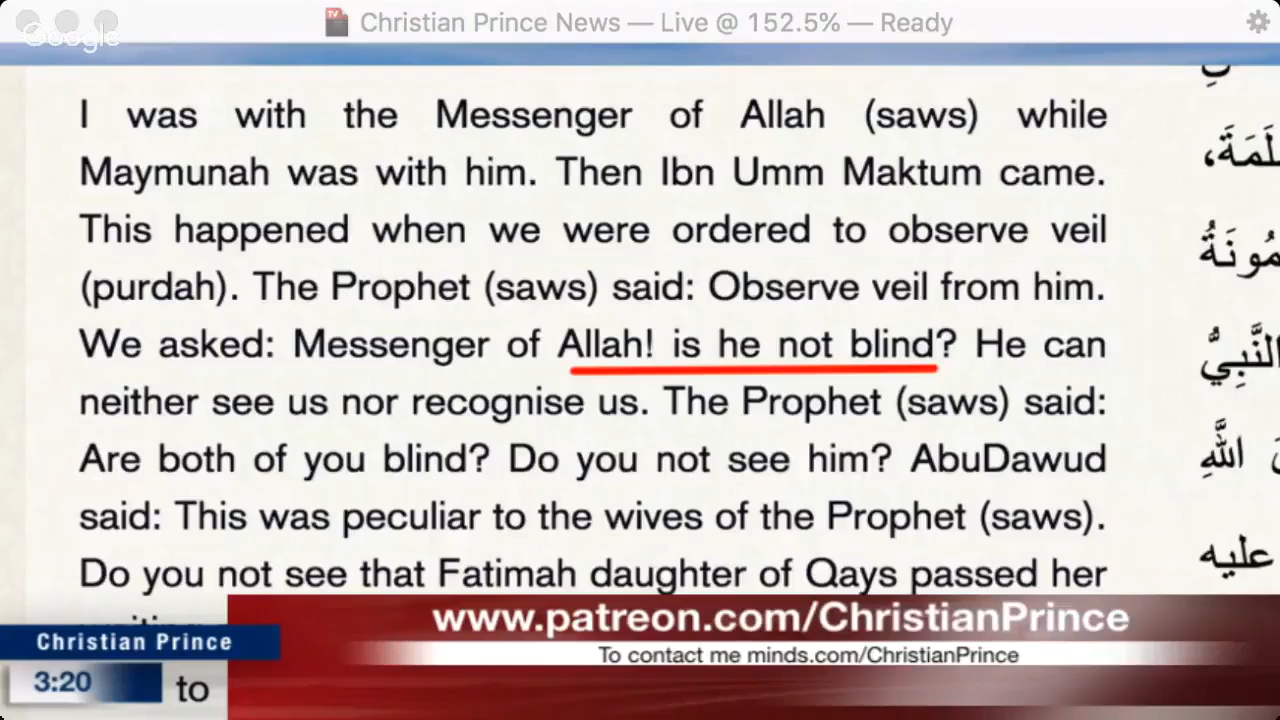 Google
TV
Christian Prince News — Live @ 152.5% — Ready
I was with the Messenger of Allah (saws) while
Maymunah was with him. Then Ibn Umm Maktum came.
This happened when we were ordered to observe veil
(purdah). The Prophet (saws) said: Observe veil from him.
We asked: Messenger of Allah! is he not blind? He can
neither see us nor recognise us. The Prophet (saws) said:
Are both of you blind? Do you not see him? AbuDawud
said: This was peculiar to the wives of the Prophet (saws).
Do you not see that Fatimah daughter of Qays passed her
www.patreon.com/ChristianPrince
Christian Prince
To contact me minds.com/ChristianPrince
3:20
to
النَّبِيُّ
اللَّهِ
عليه